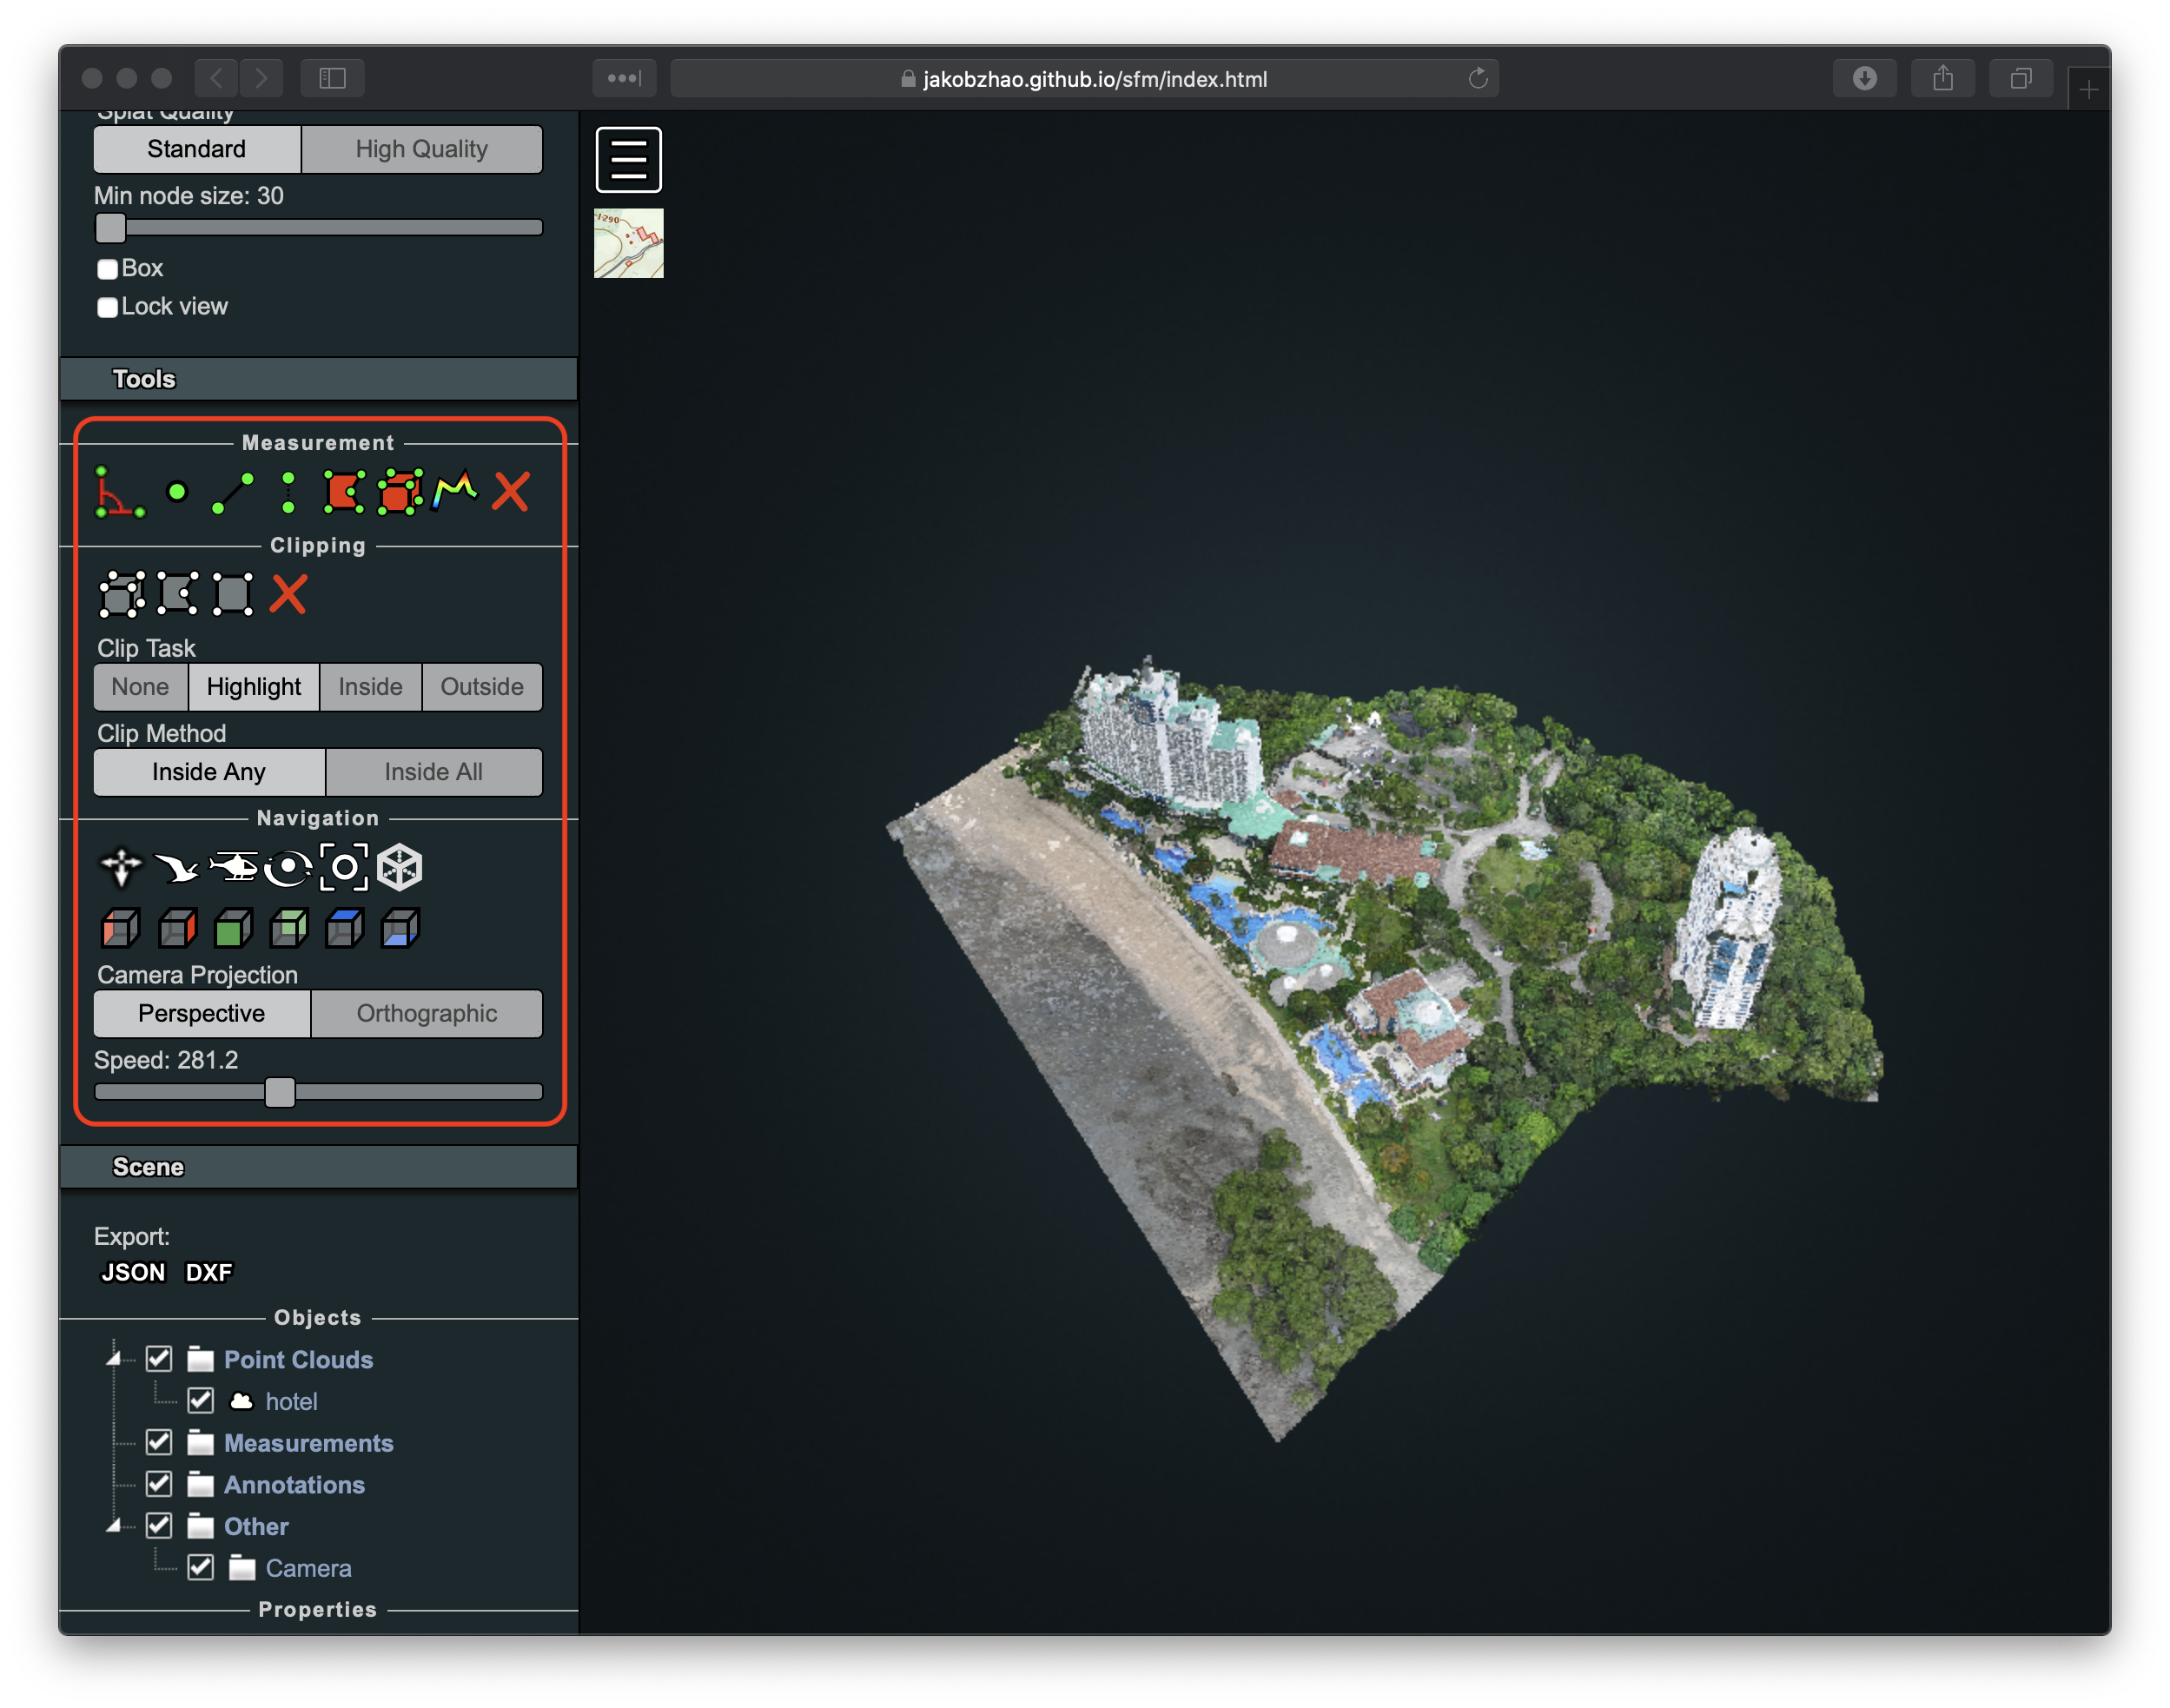 jakobzhao.github.io/sfm/index.html
Splat Quality
Standard High Quality
Min node size: 30
Box
Lock view
1290
Tools
Measurement
Clipping
Clip Task
None Highlight Inside Outside
Clip Method
Inside Any Inside All
Navigation
Camera Projection
Perspective Orthographic
Speed: 281.2
Scene
Export:
JSON DXF
Objects
Point Clouds
hotel
Measurements
Annotations
Other
Camera
Properties